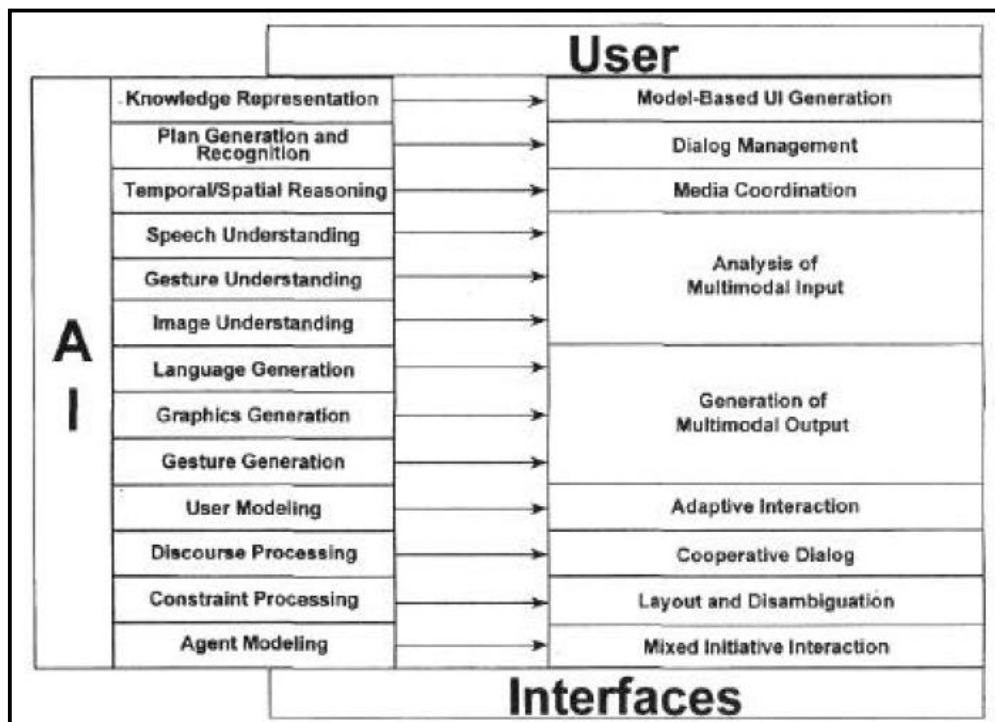 User
A
I
Knowledge Representation
Model-Based UI Generation
Plan Generation and
Recognition
Dialog Management
Temporal/Spatial Reasoning
Media Coordination
Speech Understanding
Gesture Understanding
Image Understanding
Analysis of
Multimodal Input
Language Generation
Graphics Generation
Gesture Generation
Generation of
Multimodal Output
User Modeling
Adaptive Interaction
Discourse Processing
Cooperative Dialog
Constraint Processing
Layout and Disambiguation
Agent Modeling
Mixed Initiative Interaction
Interfaces